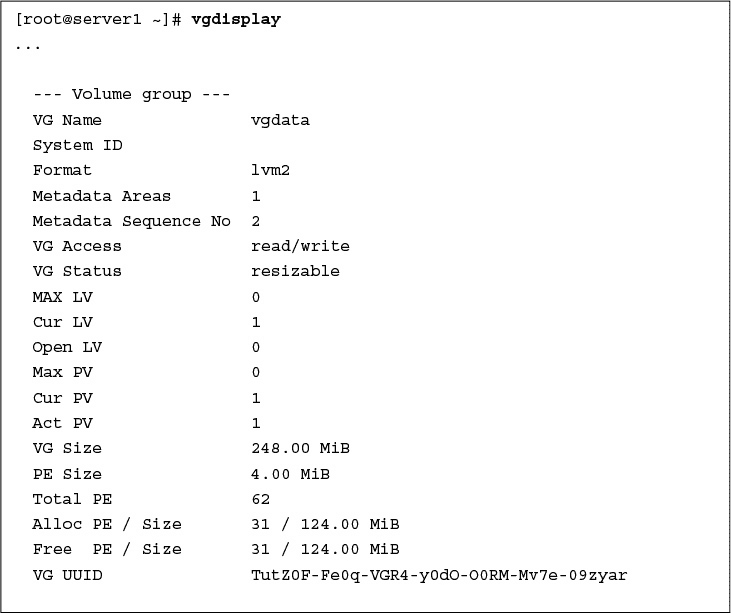 [root@server1 ~]# vgdisplay
...
--- Volume group ---
VG Name vgdata
System ID
Format lvm2
Metadata Areas 1
Metadata Sequence No 2
VG Access read/write
VG Status resizable
MAX LV 0
Cur LV 1
Open LV 0
Max PV 0
Cur PV 1
Act PV 1
VG Size 248.00 MiB
PE Size 4.00 MiB
Total PE 62
Alloc PE / Size 31 / 124.00 MiB
Free PE / Size 31 / 124.00 MiB
VG UUID TutZ0F-Fe0q-VGR4-y0dO-O0RM-Mv7e-09zyar